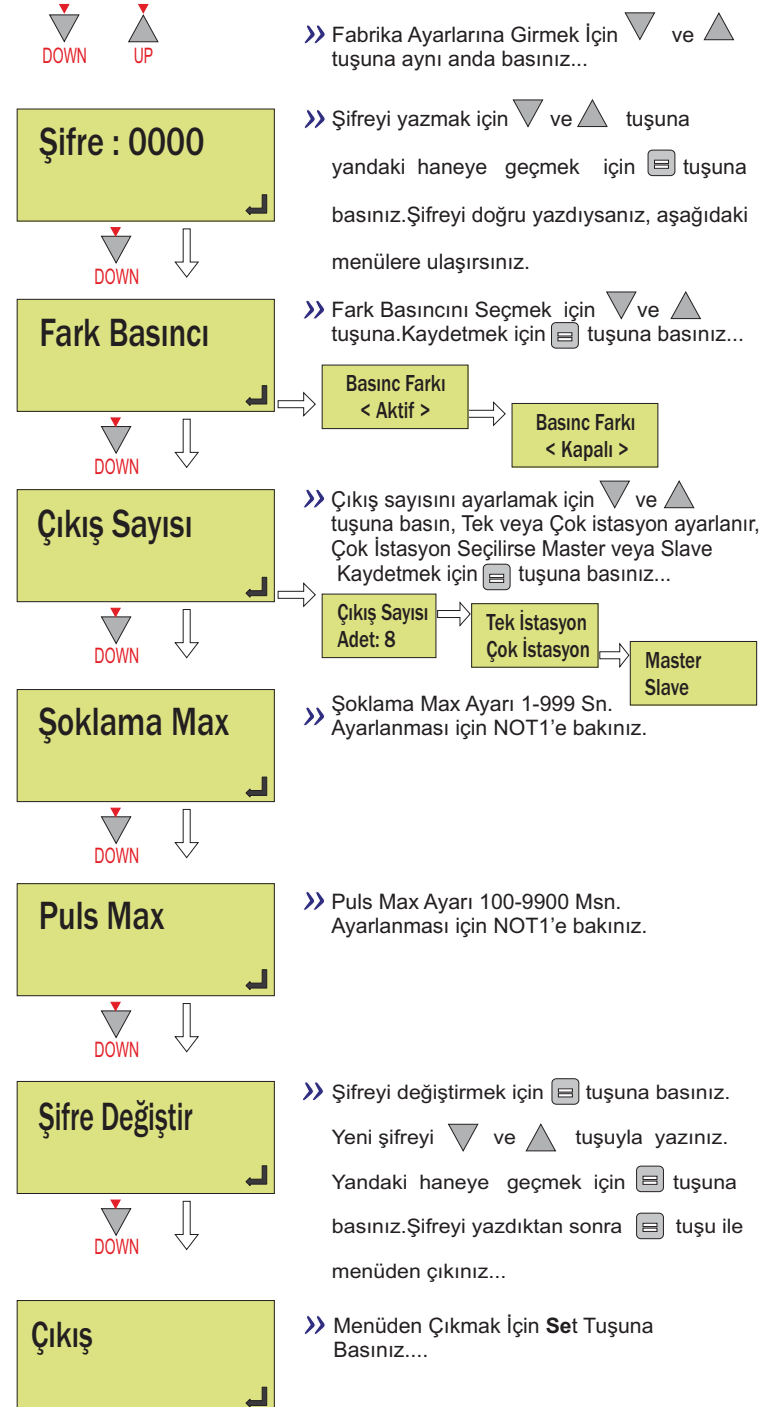 DOWN UP
Fabrika Ayarlarına Girmek İçin ve
tuşuna aynı anda basınız...
Şifre : 0000
Şifreyi yazmak için ve tuşuna
yandaki haneye geçmek için tuşuna
basınız.Şifreyi doğru yazdıysanız, aşağıdaki
menülere ulaşırsınız.
DOWN
Fark Basıncı
Fark Basıncını Seçmek için ve
tuşuna.Kaydetmek için tuşuna basınız...
Basınc Farkı
< Aktif >
Basınc Farkı
< Kapalı >
DOWN
Çıkış Sayısı
Çıkış sayısını ayarlamak için ve
tuşuna basın, Tek veya Çok istasyon ayarlanır,
Çok İstasyon Seçilirse Master veya Slave
Kaydetmek için tuşuna basınız...
Çıkış Sayısı
Adet: 8
Tek İstasyon
Çok İstasyon
Master
Slave
DOWN
Şoklama Max
Şoklama Max Ayarı 1-999 Sn.
Ayarlanması için NOT1'e bakınız.
DOWN
Puls Max
Puls Max Ayarı 100-9900 Msn.
Ayarlanması için NOT1'e bakınız.
DOWN
Şifre Değiştir
Şifreyi değiştirmek için tuşuna basınız.
Yeni şifreyi ve tuşuyla yazınız.
Yandaki haneye geçmek için tuşuna
basınız.Şifreyi yazdıktan sonra tuşu ile
menüden çıkınız...
DOWN
Çıkış
Menüden Çıkmak İçin Set Tuşuna
Basınız....